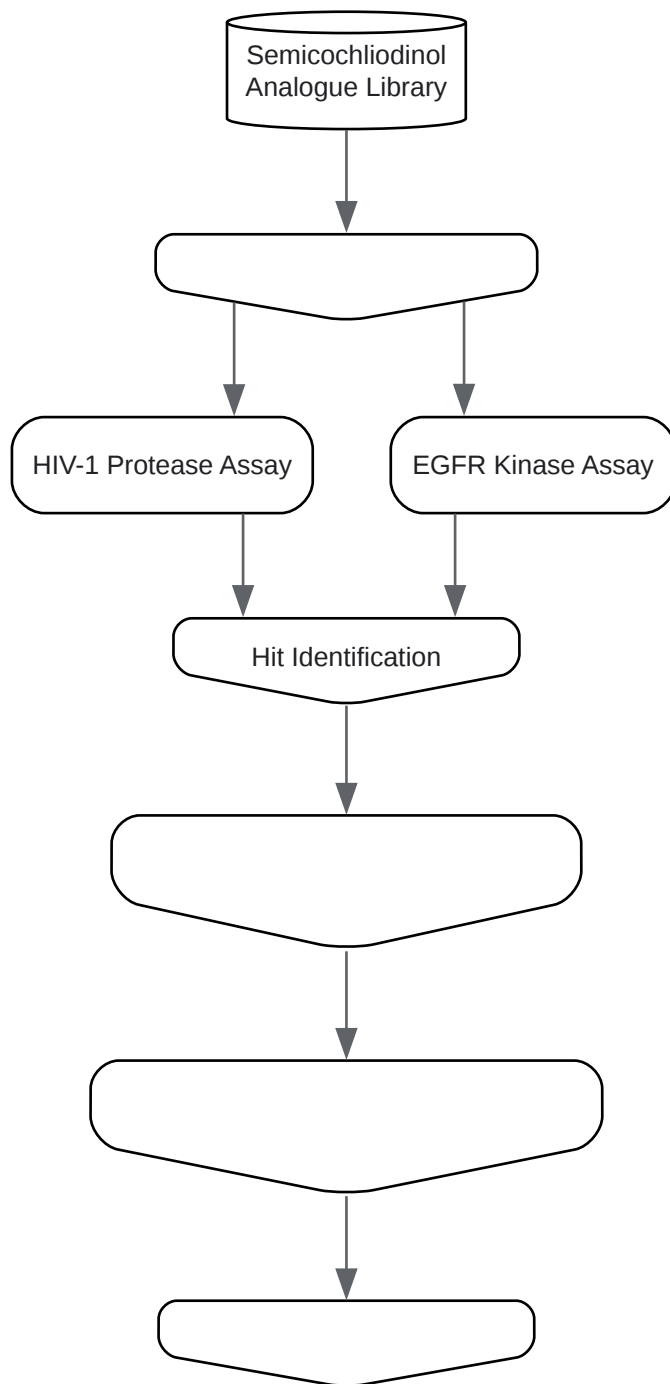 Semicochliodinol
Analogue Library
HIV-1 Protease Assay
EGFR Kinase Assay
Hit Identification